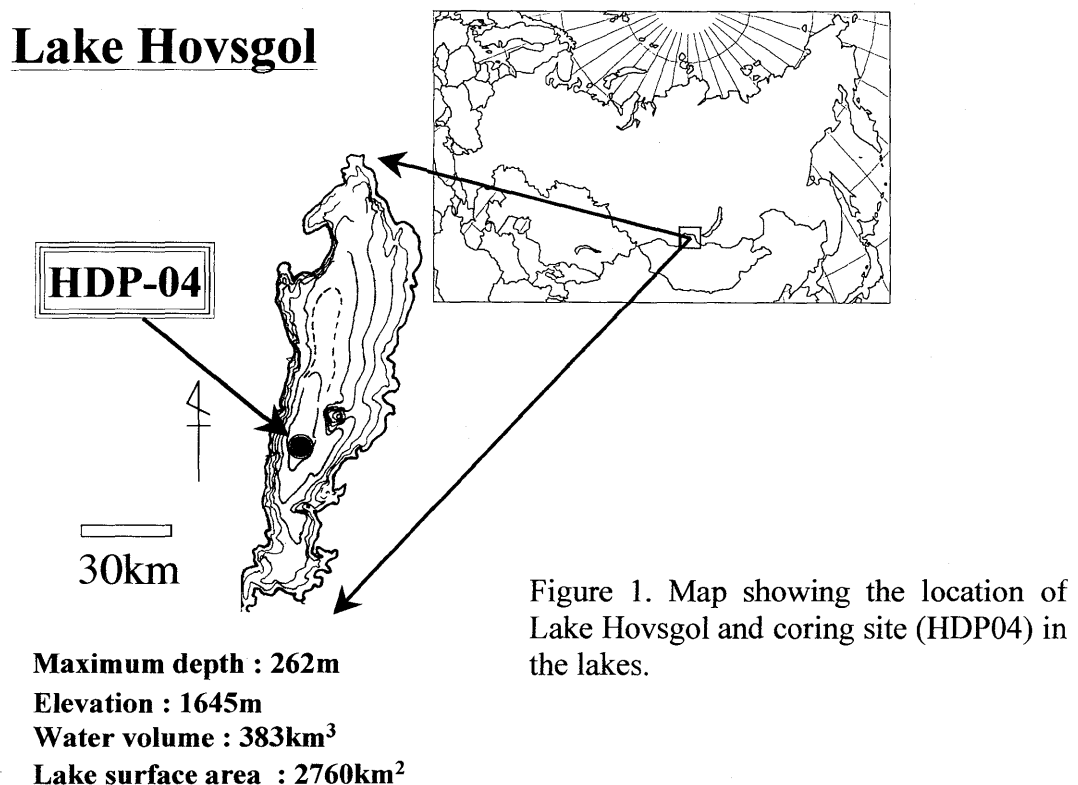 Lake Hovsgol
HDP-04
30km
Figure 1. Map showing the location of
Lake Hovsgol and coring site (HDP04) in
the lakes.
Maximum depth : 262m
Elevation : 1645m
Water volume : 383km³
Lake surface area : 2760km²